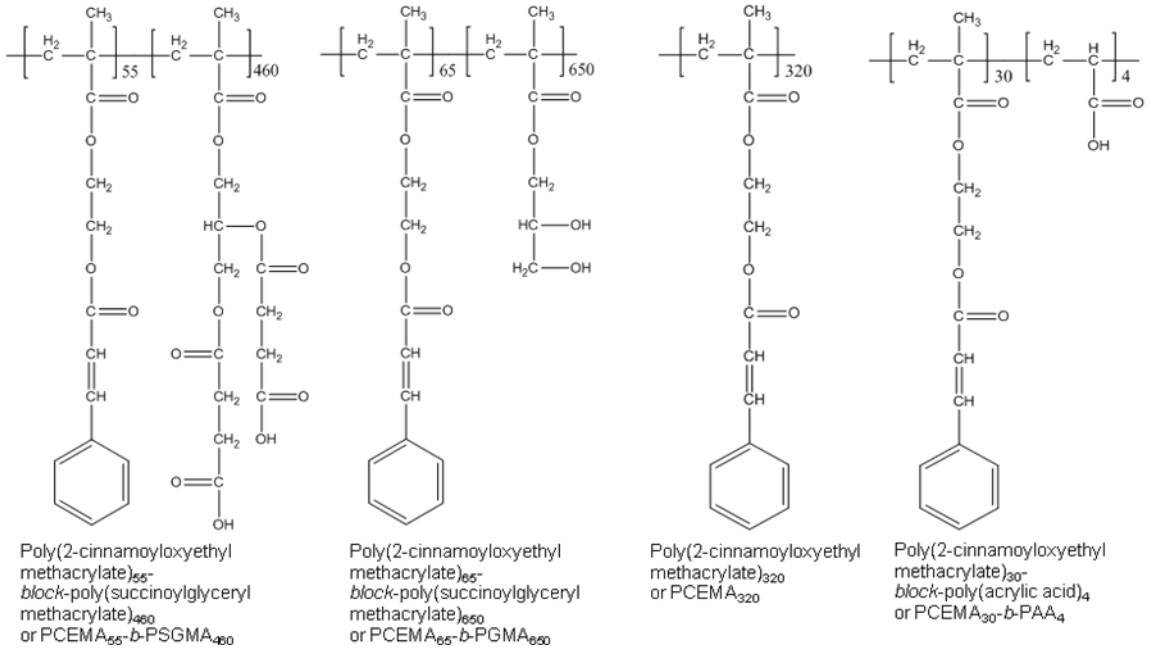 CH₃ CH₃
H₂ H₂
C C 55 C C 460
C=O C=O
O O
CH₂ CH₂
CH₂ HC O
O CH₂ C=O
C=O O CH₂
CH O=C CH₂
CH CH₂ C=O
CH₂ OH
O=C
OH
Poly(2-cinnamoyloxyethyl
methacrylate)₅₅-
block-poly(succinoylglyceryl
methacrylate)₄₆₀
or PCEMA₅₅-b-PSGMA₄₆₀
CH₃ CH₃
H₂ H₂
C C 65 C C 650
C=O C=O
O O
CH₂ CH₂
CH₂ HC—OH
O H₂C—OH
C=O
CH
CH
Poly(2-cinnamoyloxyethyl
methacrylate)₆₅-
block-poly(succinoylglyceryl
methacrylate)₆₅₀
or PCEMA₆₅-b-PGMA₆₅₀
CH₃
H₂
C C 320
C=O
O
CH₂
CH₂
O
C=O
CH
CH
Poly(2-cinnamoyloxyethyl
methacrylate)₃₂₀
or PCEMA₃₂₀
CH₃
H₂ H₂ H
C C 30 C C 4
C=O C=O
O OH
CH₂
CH₂
O
C=O
CH
CH
Poly(2-cinnamoyloxyethyl
methacrylate)₃₀-
block-poly(acrylic acid)₄
or PCEMA₃₀-b-PAA₄